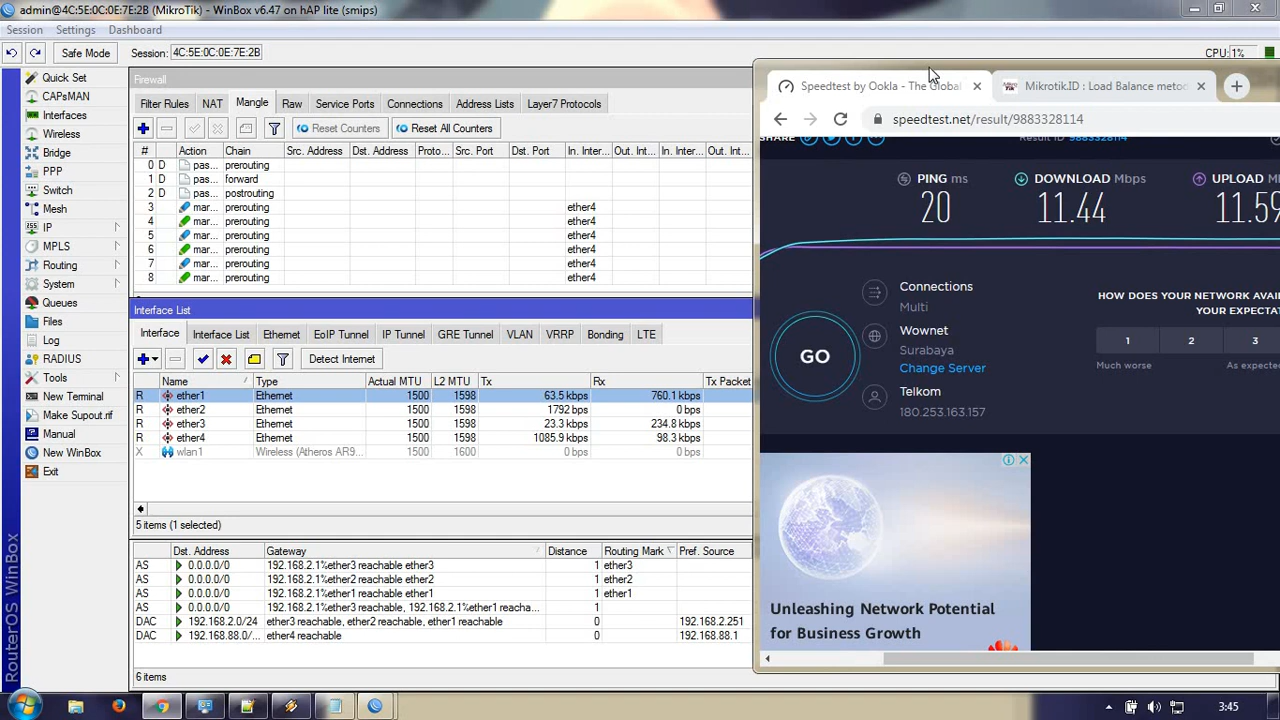 admin@4C:5E:0C:0E:7E:2B (MikroTik) - WinBox v6.47 on hAP lite (smips)
Session Settings Dashboard
Safe Mode Session: 4C:5E:0C:0E:7E:2B CPU: 1%
Quick Set
CAPsMAN
Interfaces
Wireless
Bridge
PPP
Switch
Mesh
IP
MPLS
Routing
System
Queues
Files
Log
RADIUS
Tools
New Terminal
Make Supout.rif
Manual
New WinBox
Exit
RouterOS WinBox
Firewall
Filter Rules NAT Mangle Raw Service Ports Connections Address Lists Layer7 Protocols
Reset Counters Reset All Counters
# Action Chain Src. Address Dst. Address Proto... Src. Port Dst. Port In. Inter... Out. Int... In. Inter... Out. Int...
0 D pas... prerouting
1 D pas... forward
2 D pas... postrouting
3 mar... prerouting ether4
4 mar... prerouting ether4
5 mar... prerouting ether4
6 mar... prerouting ether4
7 mar... prerouting ether4
8 mar... prerouting ether4
Interface List
Interface Interface List Ethernet EoIP Tunnel IP Tunnel GRE Tunnel VLAN VRRP Bonding LTE
Detect Internet
Name Type Actual MTU L2 MTU Tx Rx Tx Packet
R ether1 Ethernet 1500 1598 63.5 kbps 760.1 kbps
R ether2 Ethernet 1500 1598 1792 bps 0 bps
R ether3 Ethernet 1500 1598 23.3 kbps 234.8 kbps
R ether4 Ethernet 1500 1598 1085.9 kbps 98.3 kbps
X wlan1 Wireless (Atheros AR9... 1500 1600 0 bps 0 bps
5 items (1 selected)
Dst. Address Gateway Distance Routing Mark Pref. Source
AS 0.0.0.0/0 192.168.2.1%ether3 reachable ether3 1 ether3
AS 0.0.0.0/0 192.168.2.1%ether2 reachable ether2 1 ether2
AS 0.0.0.0/0 192.168.2.1%ether1 reachable ether1 1 ether1
AS 0.0.0.0/0 192.168.2.1%ether3 reachable, 192.168.2.1%ether1 reacha... 1
DAC 192.168.2.0/24 ether3 reachable, ether2 reachable, ether1 reachable 0 192.168.2.251
DAC 192.168.88.0/... ether4 reachable 0 192.168.88.1
6 items
Speedtest by Ookla - The Global Mikrotik.ID : Load Balance metod
speedtest.net/result/9883328114
SHARE Result ID 9883328114
PING ms DOWNLOAD Mbps UPLOAD M
20 11.44 11.59
GO
Connections
Multi
Wownet
Surabaya
Change Server
Telkom
180.253.163.157
HOW DOES YOUR NETWORK AVAI
YOUR EXPECTAT
1 2 3
Much worse As expected
Unleashing Network Potential
for Business Growth
3:45